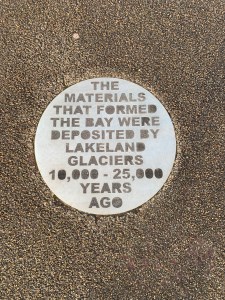 THE
MATERIALS
THAT FORMED
THE BAY WERE
DEPOSITED BY
LAKELAND
GLACIERS
10,000 - 25,000
YEARS
AGO